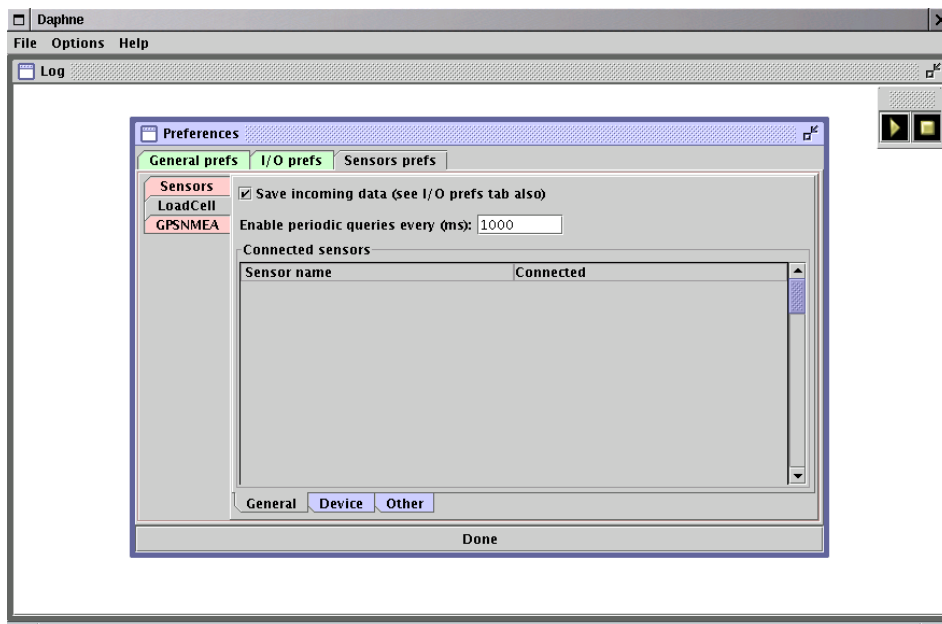 Daphne
File Options Help
Log
Preferences
General prefs I/O prefs Sensors prefs
Sensors
LoadCell
GPSNMEA
Save incoming data (see I/O prefs tab also)
Enable periodic queries every (ms): 1000
Connected sensors
Sensor name Connected
General Device Other
Done